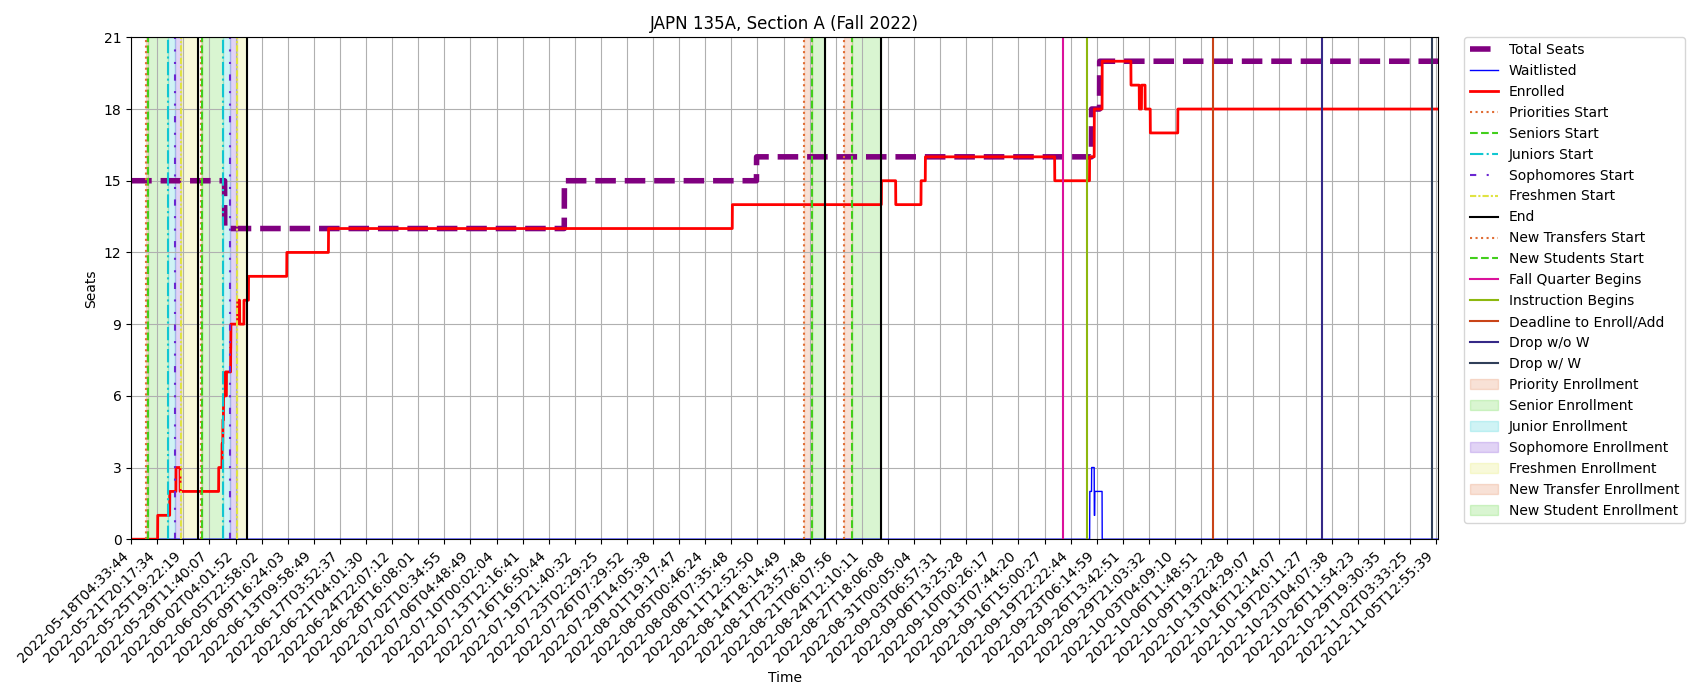 JAPN 135A, Section A (Fall 2022)
Seats
21
18
15
12
9
6
3
0
2022-05-18T04:33:44
2022-05-21T20:17:34
2022-05-25T19:22:19
2022-05-29T11:40:07
2022-06-02T04:01:52
2022-06-05T22:58:02
2022-06-09T16:24:03
2022-06-13T09:58:49
2022-06-17T03:52:37
2022-06-21T04:01:30
2022-06-24T22:07:12
2022-06-28T16:08:01
2022-07-02T10:34:55
2022-07-06T04:48:49
2022-07-10T00:02:04
2022-07-13T12:16:41
2022-07-16T16:50:44
2022-07-19T21:40:32
2022-07-23T02:29:25
2022-07-26T07:29:52
2022-07-29T14:05:38
2022-08-01T19:17:47
2022-08-05T00:46:24
2022-08-08T07:35:48
2022-08-11T12:52:50
2022-08-14T18:14:49
2022-08-17T23:57:48
2022-08-21T06:07:56
2022-08-24T12:10:11
2022-08-27T18:06:08
2022-08-31T00:05:04
2022-09-03T06:57:31
2022-09-06T13:25:28
2022-09-10T00:26:17
2022-09-13T07:44:20
2022-09-16T15:00:27
2022-09-19T22:22:44
2022-09-23T06:14:59
2022-09-26T13:42:51
2022-09-29T21:03:32
2022-10-03T04:09:10
2022-10-06T11:48:51
2022-10-09T19:22:28
2022-10-13T04:29:07
2022-10-16T12:14:07
2022-10-19T20:11:27
2022-10-23T04:07:38
2022-10-26T11:54:23
2022-10-29T19:30:35
2022-11-02T03:33:25
2022-11-05T12:55:39
Time
Total Seats
Waitlisted
Enrolled
Priorities Start
Seniors Start
Juniors Start
Sophomores Start
Freshmen Start
End
New Transfers Start
New Students Start
Fall Quarter Begins
Instruction Begins
Deadline to Enroll/Add
Drop w/o W
Drop w/ W
Priority Enrollment
Senior Enrollment
Junior Enrollment
Sophomore Enrollment
Freshmen Enrollment
New Transfer Enrollment
New Student Enrollment